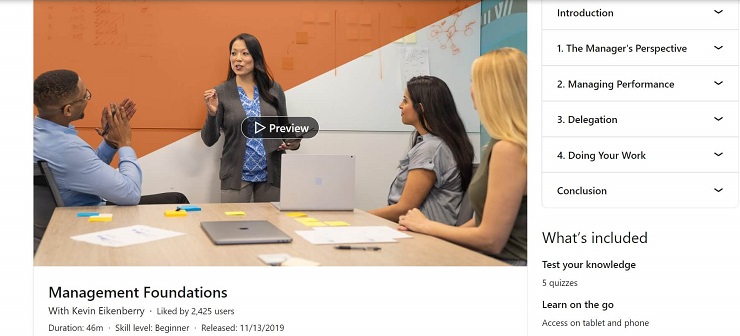 Preview
Management Foundations
With Kevin Eikenberry · Liked by 2,425 users
Duration: 46m · Skill level: Beginner · Released: 11/13/2019
Introduction
1. The Manager's Perspective
2. Managing Performance
3. Delegation
4. Doing Your Work
Conclusion
What's included
Test your knowledge
5 quizzes
Learn on the go
Access on tablet and phone